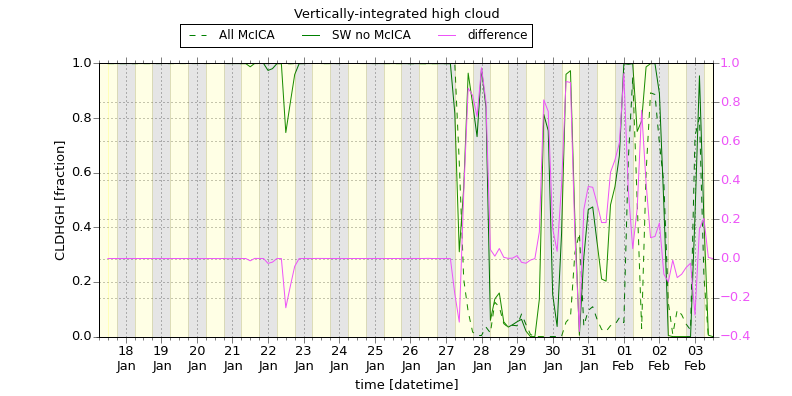 Vertically-integrated high cloud
All McICA SW no McICA difference
1.0 1.0
0.8 0.8
0.6 0.6
0.4 0.4
0.2 0.2
0.0 0.0
−0.2
−0.4
CLDHGH [fraction]
18 19 20 21 22 23 24 25 26 27 28 29 30 31 01 02 03
Jan Jan Jan Jan Jan Jan Jan Jan Jan Jan Jan Jan Jan Jan Feb Feb Feb
time [datetime]